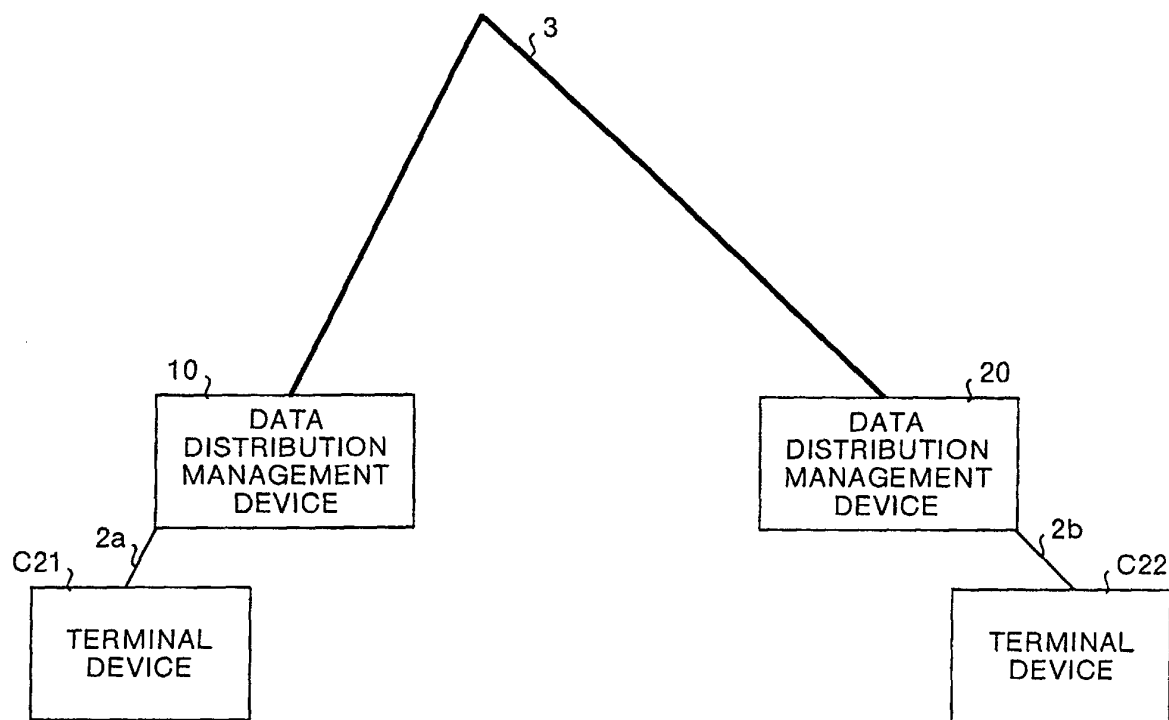 3
10
DATA
DISTRIBUTION
MANAGEMENT
DEVICE
20
DATA
DISTRIBUTION
MANAGEMENT
DEVICE
2a
2b
C21
TERMINAL
DEVICE
C22
TERMINAL
DEVICE